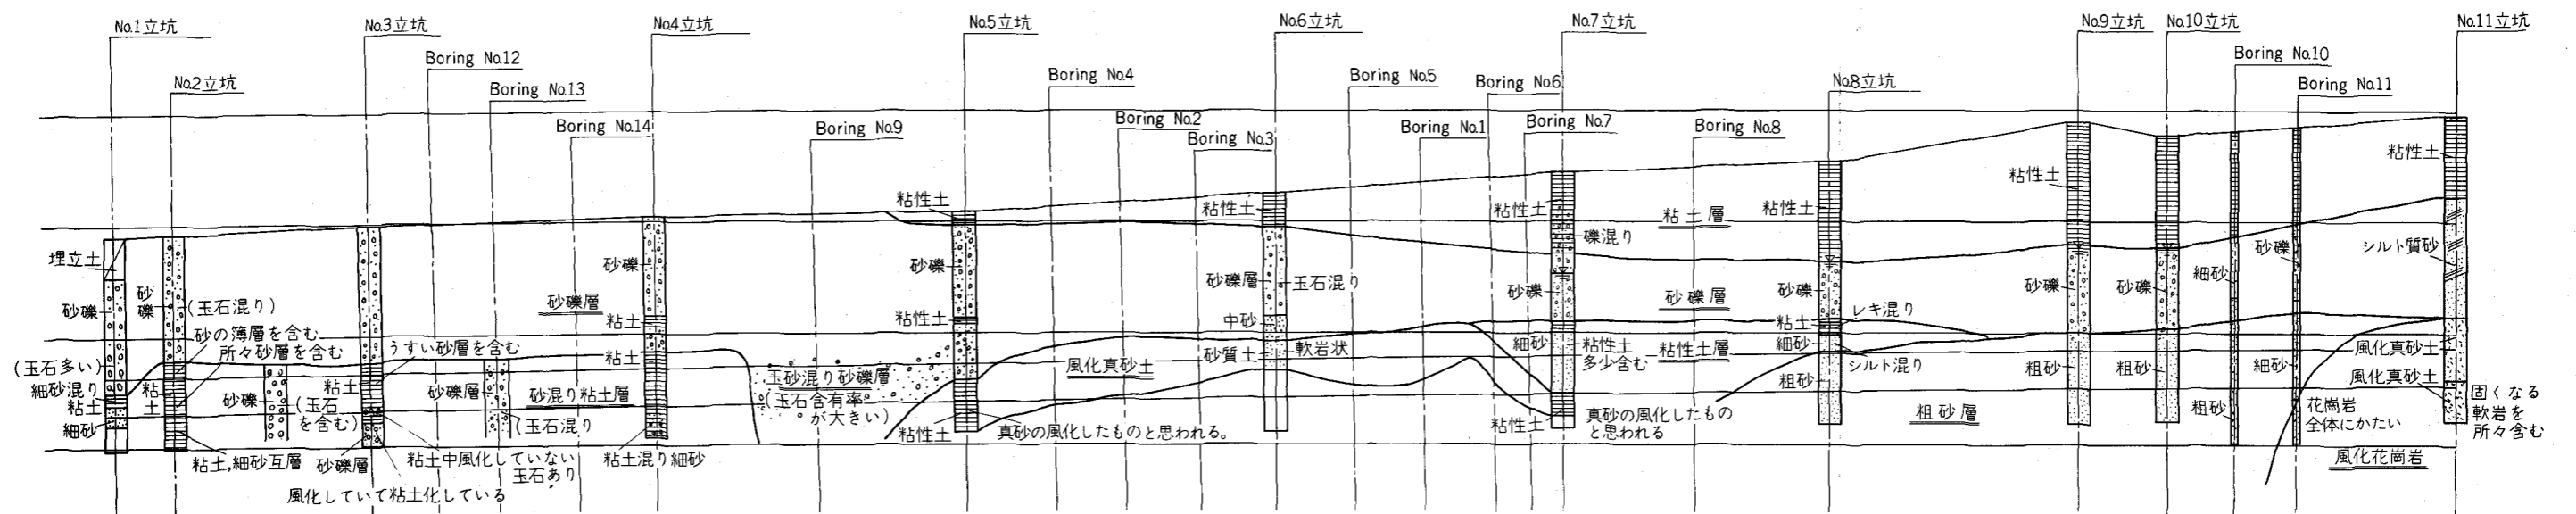 No.1立坑
No.2立坑
No.3立坑
Boring No.12
Boring No.13
Boring No.14
No.4立坑
Boring No.9
No.5立坑
Boring No.4
Boring No.2
Boring No.3
No.6立坑
Boring No.5
Boring No.1
Boring No.6
No.7立坑
Boring No.7
Boring No.8
No.8立坑
No.9立坑
No.10立坑
Boring No.10
Boring No.11
No.11立坑
埋立土
砂礫
(玉石多い)
細砂混り
粘土
細砂
砂
礫
(玉石混り)
砂の簿層を含む
所々砂層を含む
粘
土
粘土,細砂互層
砂礫
(玉石
を含む)
うすい砂層を含む
粘土
砂礫層
粘土中風化していない
玉石あり
風化していて粘土化している
砂礫層
砂礫層
(玉石混り
砂混り粘土層
砂礫
粘土
粘土
粘土混り細砂
玉砂混り砂礫層
(玉石含有率
が大きい)
粘性土
砂礫
粘性土
粘性土
真砂の風化したものと思われる。
風化真砂土
粘性土
砂礫層
玉石混り
中砂
砂質土
軟岩状
粘性土
礫混り
砂礫
細砂
粘性土
多少含む
粘性土
真砂の風化したもの
と思われる
粘土層
砂礫層
粘性土層
粘性土
砂礫
粘土
レキ混り
細砂
シルト混り
粗砂
粗砂層
粘性土
砂礫
粗砂
砂礫
粗砂
細砂
粗砂
砂礫
細砂
花崗岩
全体にかたい
風化花崗岩
粘性土
シルト質砂
風化真砂土
風化真砂土
固くなる
軟岩を
所々含む